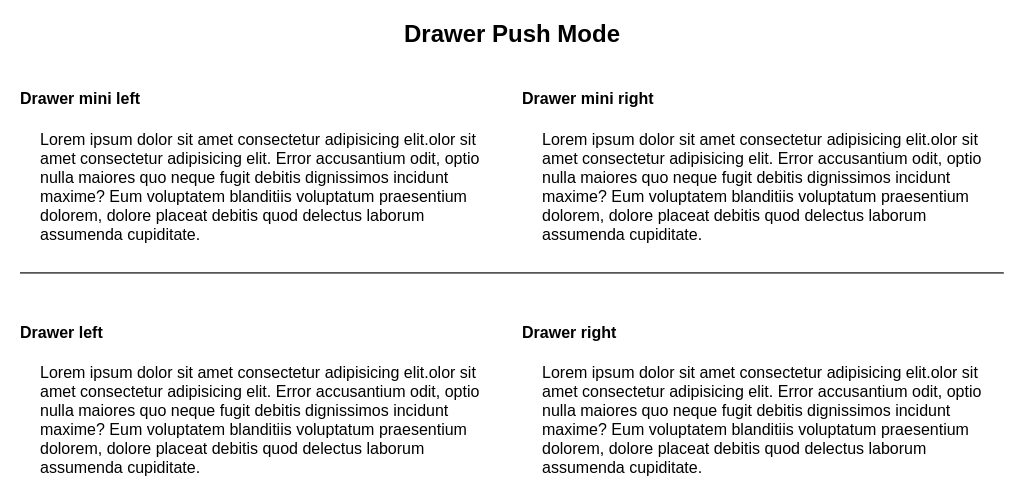 Drawer Push Mode
Drawer mini left
Lorem ipsum dolor sit amet consectetur adipisicing elit.olor sit
amet consectetur adipisicing elit. Error accusantium odit, optio
nulla maiores quo neque fugit debitis dignissimos incidunt
maxime? Eum voluptatem blanditiis voluptatum praesentium
dolorem, dolore placeat debitis quod delectus laborum
assumenda cupiditate.
Drawer mini right
Lorem ipsum dolor sit amet consectetur adipisicing elit.olor sit
amet consectetur adipisicing elit. Error accusantium odit, optio
nulla maiores quo neque fugit debitis dignissimos incidunt
maxime? Eum voluptatem blanditiis voluptatum praesentium
dolorem, dolore placeat debitis quod delectus laborum
assumenda cupiditate.
Drawer left
Lorem ipsum dolor sit amet consectetur adipisicing elit.olor sit
amet consectetur adipisicing elit. Error accusantium odit, optio
nulla maiores quo neque fugit debitis dignissimos incidunt
maxime? Eum voluptatem blanditiis voluptatum praesentium
dolorem, dolore placeat debitis quod delectus laborum
assumenda cupiditate.
Drawer right
Lorem ipsum dolor sit amet consectetur adipisicing elit.olor sit
amet consectetur adipisicing elit. Error accusantium odit, optio
nulla maiores quo neque fugit debitis dignissimos incidunt
maxime? Eum voluptatem blanditiis voluptatum praesentium
dolorem, dolore placeat debitis quod delectus laborum
assumenda cupiditate.